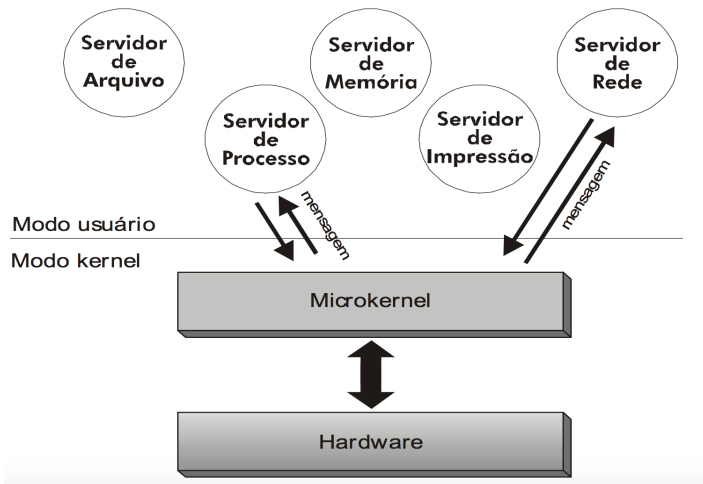 Servidor
de
Arquivo
Servidor
de
Memória
Servidor
de
Rede
Servidor
de
Processo
Servidor
de
Impressão
mensagem
mensagem
Modo usuário
Modo kernel
Microkernel
Hardware